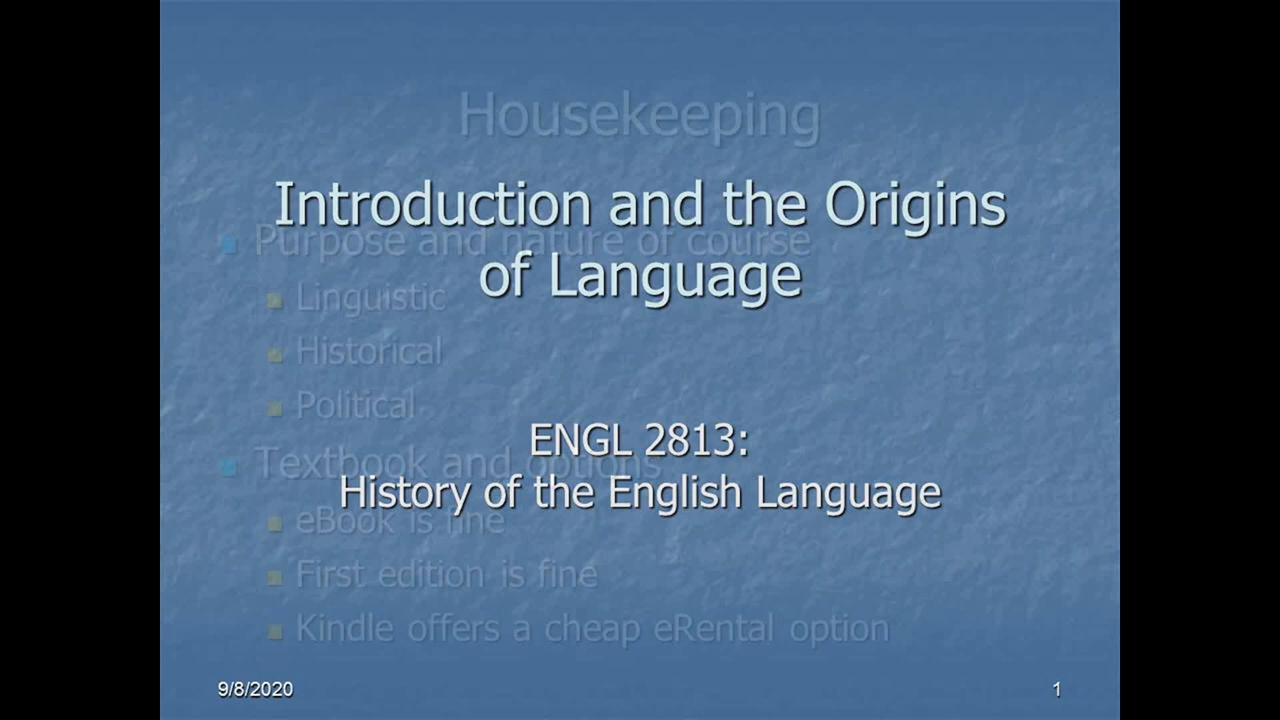 Housekeeping
Introduction and the Origins
of Language
Purpose and nature of course
Linguistic
Historical
Political
ENGL 2813:
Textbook and options
History of the English Language
eBook is fine
First edition is fine
Kindle offers a cheap eRental option
9/8/2020
1